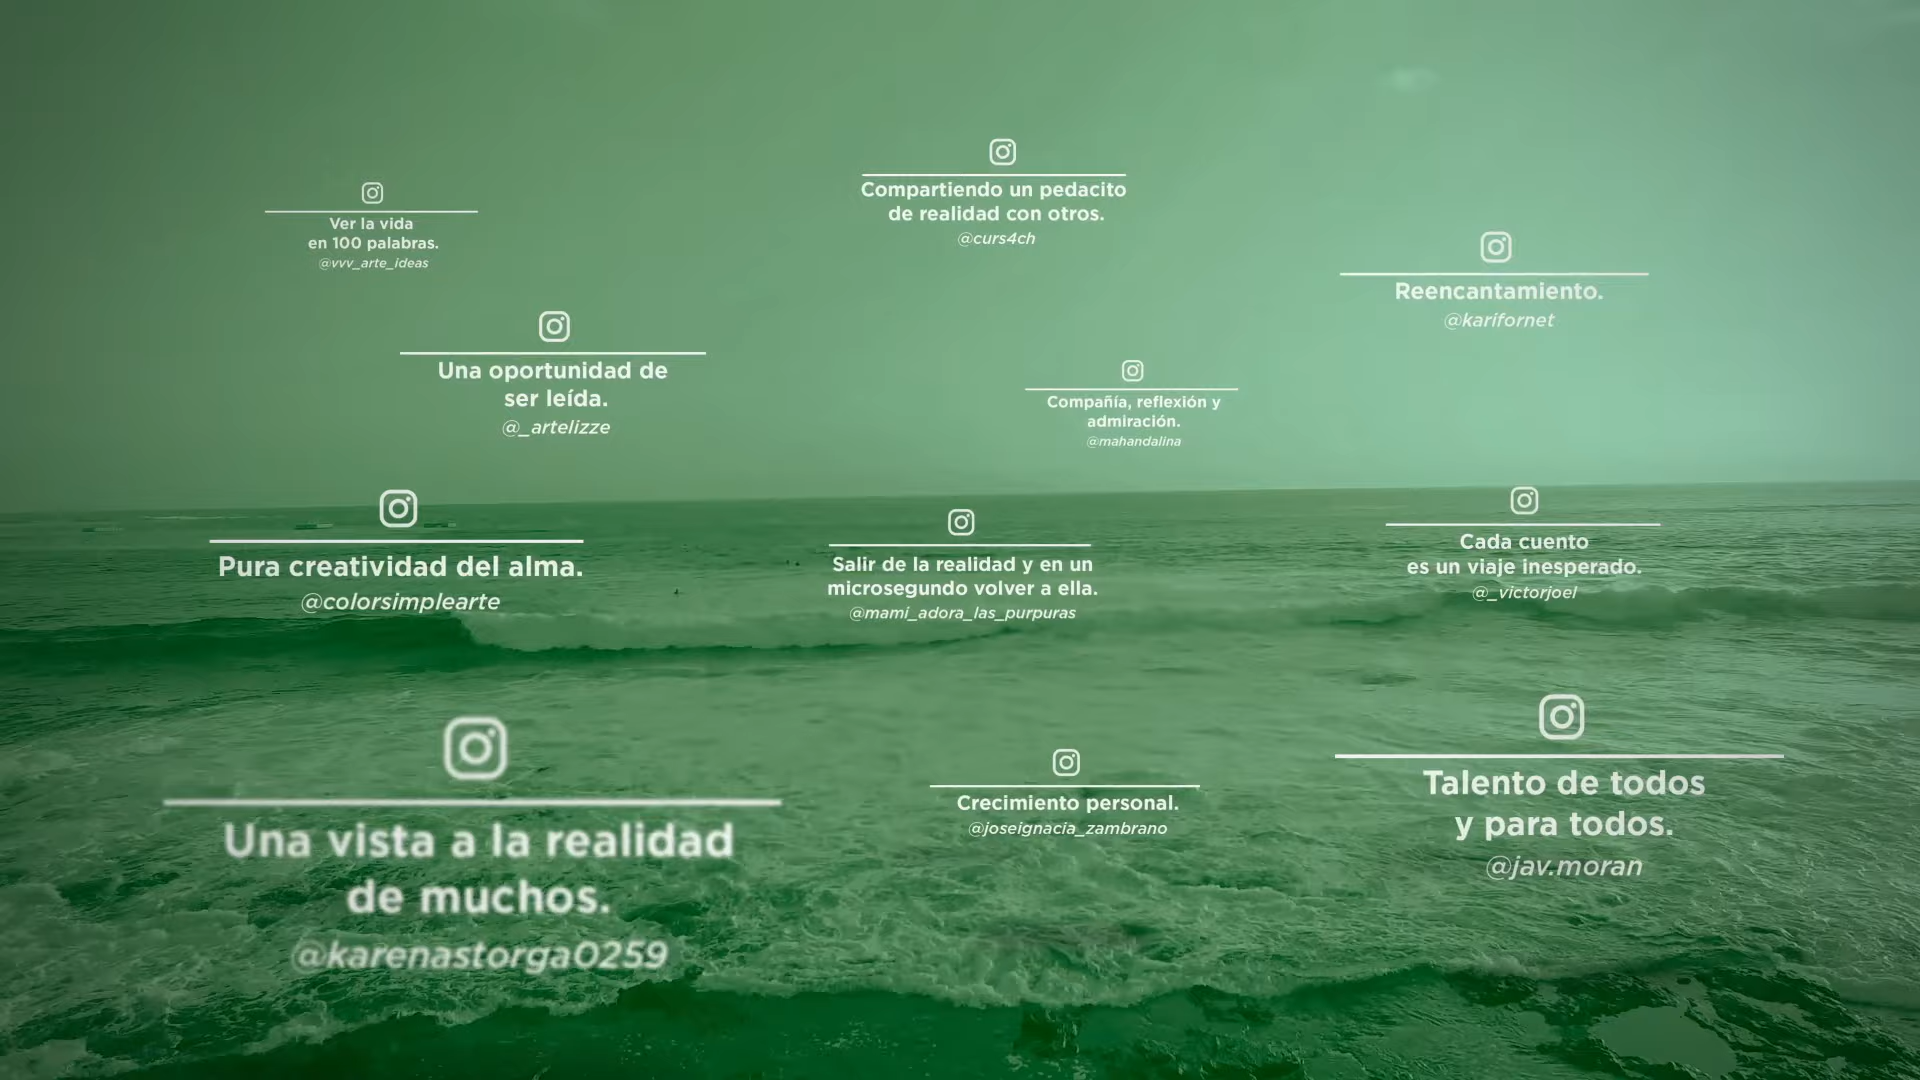 Ver la vida
en 100 palabras.
@vvv_arte_ideas
Compartiendo un pedacito
de realidad con otros.
@curs4ch
Reencantamiento.
@karifornet
Una oportunidad de
ser leída.
@_artelizze
Compañía, reflexión y
admiración.
@mahandalina
Pura creatividad del alma.
@colorsimplearte
Salir de la realidad y en un
microsegundo volver a ella.
@mami_adora_las_purpuras
Cada cuento
es un viaje inesperado.
@_victorjoel
Una vista a la realidad
de muchos.
@karenastorga0259
Crecimiento personal.
@joseignacia_zambrano
Talento de todos
y para todos.
@jav.moran